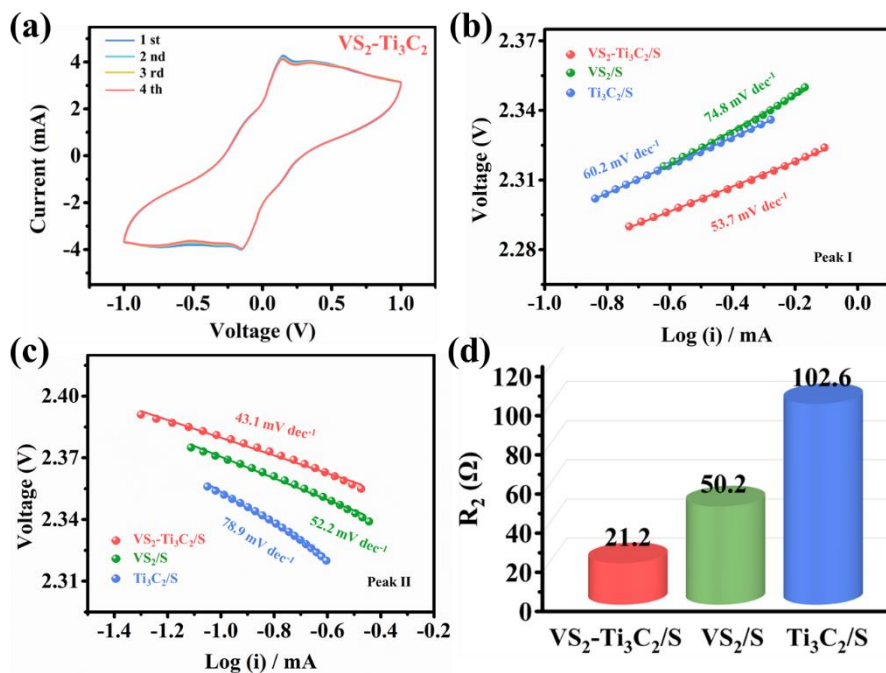 (a)
VS₂-Ti₃C₂
1 st
2 nd
3 rd
4 th
4
2
0
-2
-4
Current (mA)
-1.0 -0.5 0.0 0.5 1.0
Voltage (V)
(b)
VS₂-Ti₃C₂/S
VS₂/S
Ti₃C₂/S
74.8 mV dec⁻¹
60.2 mV dec⁻¹
53.7 mV dec⁻¹
Peak I
2.37
2.34
2.31
2.28
Voltage (V)
-1.0 -0.8 -0.6 -0.4 -0.2 0.0
Log (i) / mA
(c)
43.1 mV dec⁻¹
52.2 mV dec⁻¹
78.9 mV dec⁻¹
VS₂-Ti₃C₂/S
VS₂/S
Ti₃C₂/S
Peak II
2.40
2.37
2.34
2.31
Voltage (V)
-1.4 -1.2 -1.0 -0.8 -0.6 -0.4 -0.2
Log (i) / mA
(d)
120
100
80
60
40
20
0
R₂ (Ω)
21.2
50.2
102.6
VS₂-Ti₃C₂/S VS₂/S Ti₃C₂/S